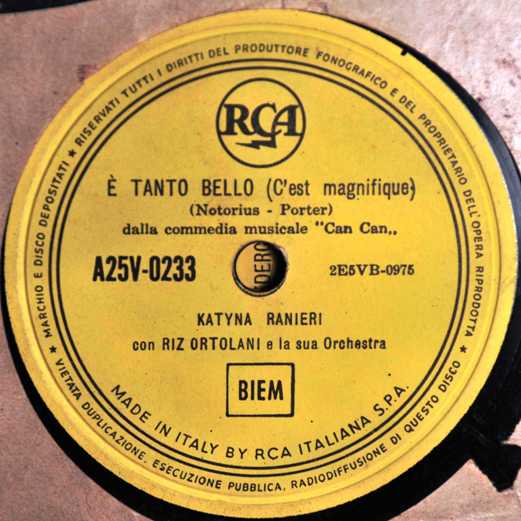 ★ RISERVATI TUTTI I DIRITTI DEL PRODUTTORE FONOGRAFICO E DEL PROPRIETARIO DELL'OPERA RIPRODOTTA
RCA
È TANTO BELLO (C'est magnifique)
(Notorius - Porter)
dalla commedia musicale "Can Can,,
DERO
A25V-0233
2E5VB-0975
KATYNA RANIERI
con RIZ ORTOLANI e la sua Orchestra
BIEM
MADE IN ITALY BY RCA ITALIANA S.P.A.
MARCHIO E DISCO DEPOSITATI
★ VIETATA DUPLICAZIONE, ESECUZIONE PUBBLICA, RADIODIFFUSIONE DI QUESTO DISCO ★